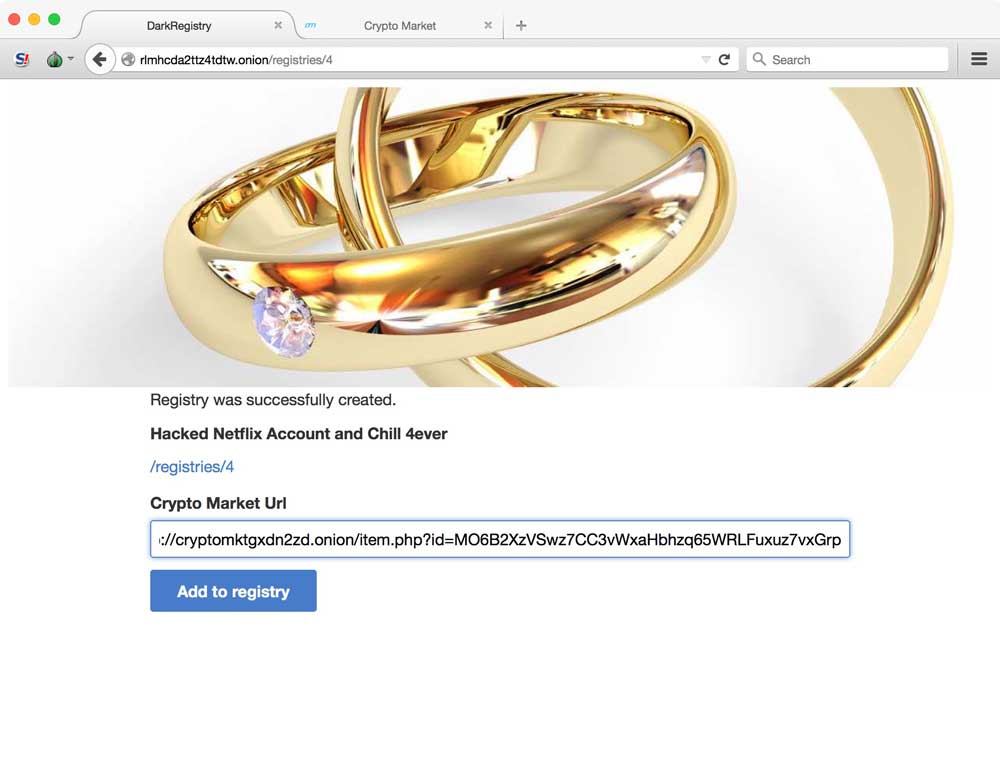 DarkRegistry
Crypto Market
rlmhcda2ttz4tdtw.onion/registries/4
Search
Registry was successfully created.
Hacked Netflix Account and Chill 4ever
/registries/4
Crypto Market Url
://cryptomktgxdn2zd.onion/item.php?id=MO6B2XzVSwz7CC3vWxaHbhzq65WRLFuxuz7vxGrp
Add to registry